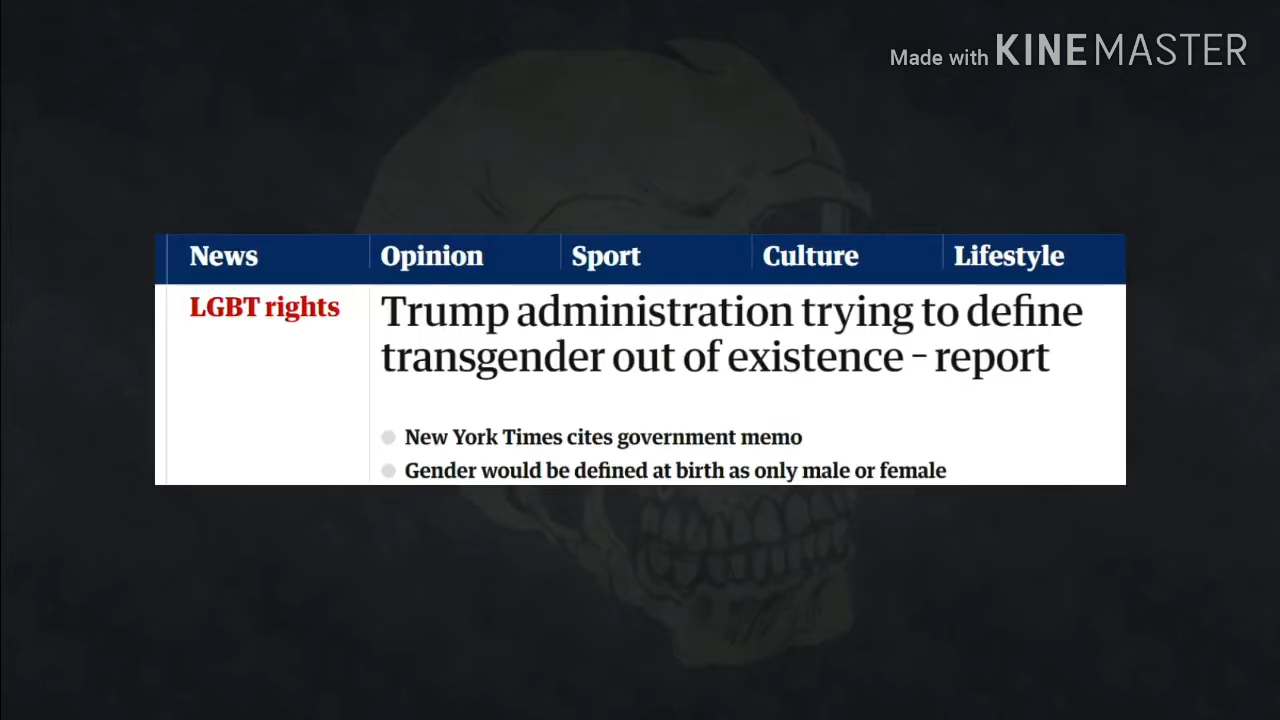 Made with KINEMASTER
News Opinion Sport Culture Lifestyle
LGBT rights
Trump administration trying to define
transgender out of existence – report
New York Times cites government memo
Gender would be defined at birth as only male or female